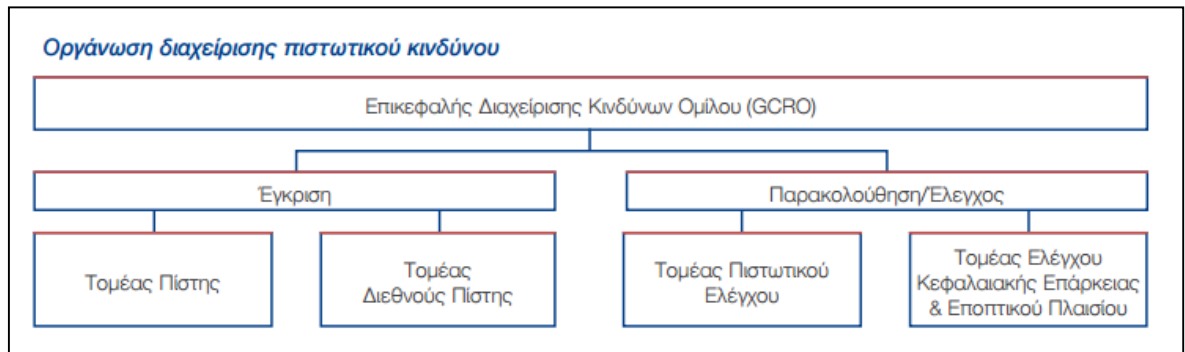 Οργάνωση διαχείρισης πιστωτικού κινδύνου
Επικεφαλής Διαχείρισης Κινδύνων Ομίλου (GCRO)
Έγκριση
Παρακολούθηση/Έλεγχος
Τομέας Πίστης
Τομέας
Διεθνούς Πίστης
Τομέας Πιστωτικού
Ελέγχου
Τομέας Ελέγχου
Κεφαλαιακής Επάρκειας
& Εποπτικού Πλαισίου